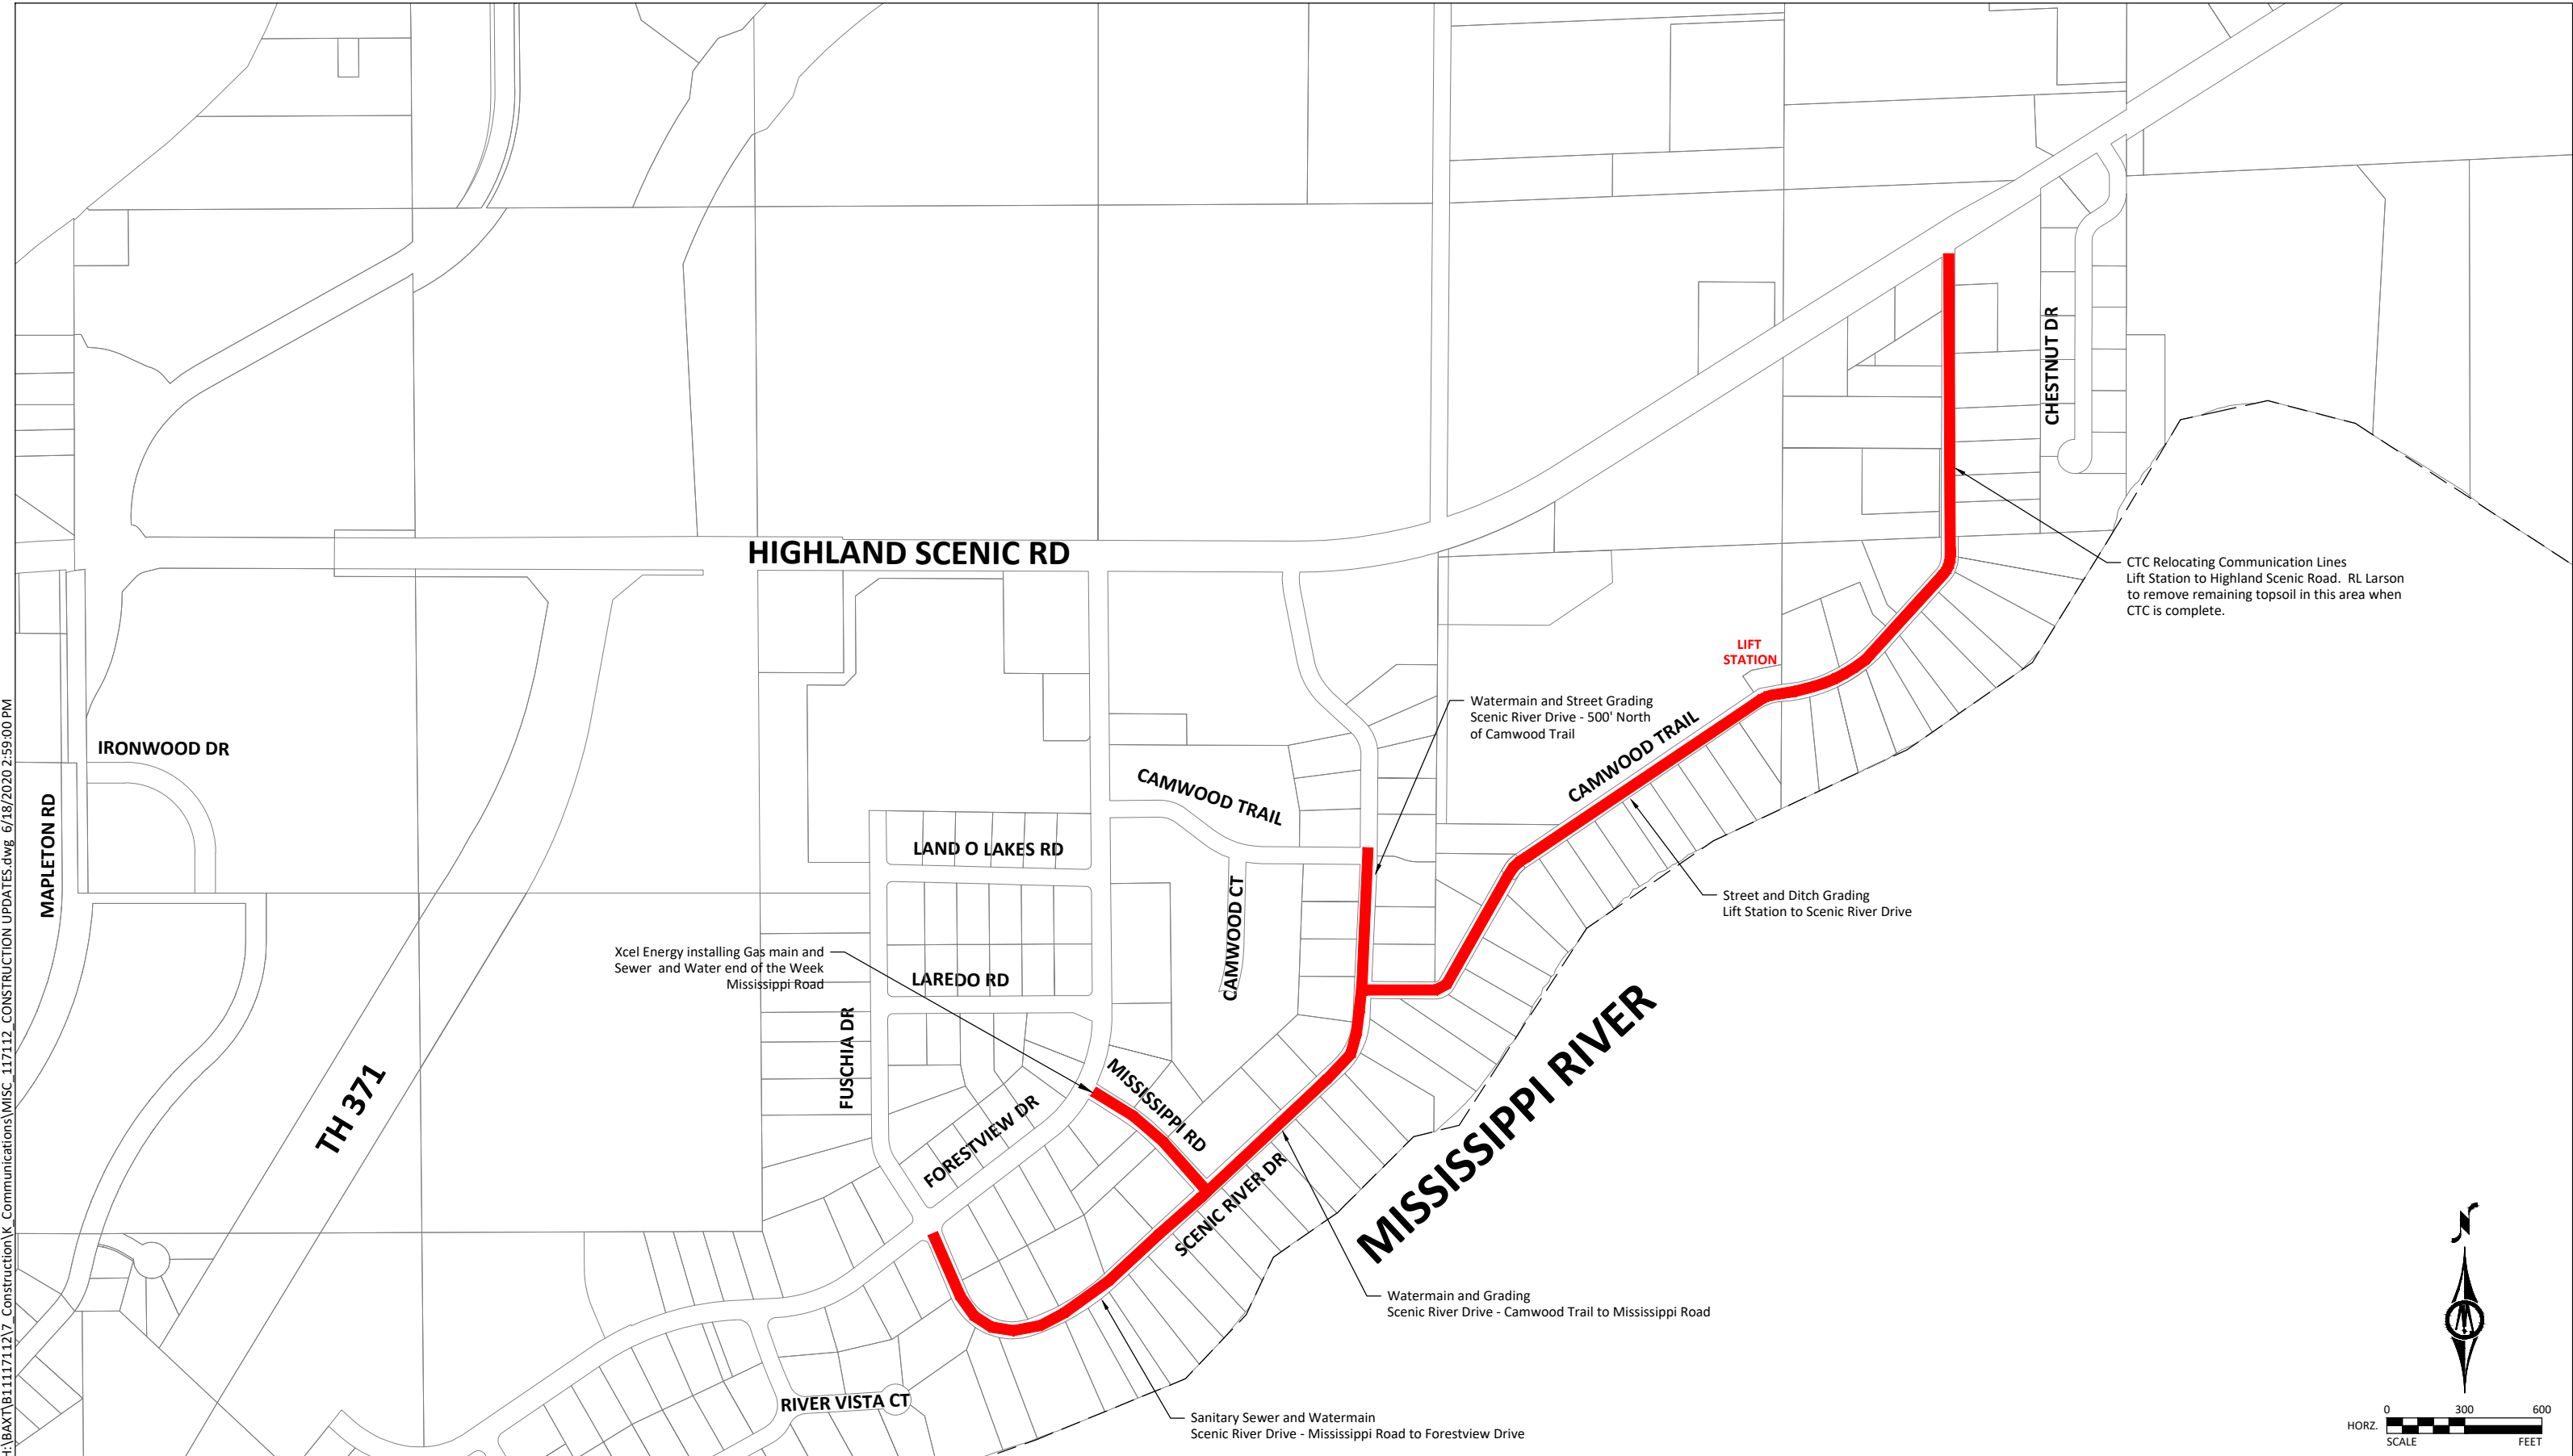 HIGHLAND SCENIC RD
CHESTNUT DR
CTC Relocating Communication Lines
Lift Station to Highland Scenic Road. RL Larson
to remove remaining topsoil in this area when
CTC is complete.
LIFT
STATION
Watermain and Street Grading
Scenic River Drive - 500' North
of Camwood Trail
CAMWOOD TRAIL
IRONWOOD DR
MAPLETON RD
CAMWOOD TRAIL
LAND O LAKES RD
CAMWOOD CT
Street and Ditch Grading
Lift Station to Scenic River Drive
Xcel Energy installing Gas main and
Sewer and Water end of the Week
Mississippi Road
LAREDO RD
FUSCHIA DR
MISSISSIPPI RIVER
TH 371
MISSISSIPPI RD
FORESTVIEW DR
SCENIC RIVER DR
Watermain and Grading
Scenic River Drive - Camwood Trail to Mississippi Road
RIVER VISTA CT
Sanitary Sewer and Watermain
Scenic River Drive - Mississippi Road to Forestview Drive
N
M
0 300 600
HORZ.
SCALE FEET
H:\BAXT\B11117112\7_Construction\K_Communications\MISC_117112_CONSTRUCTION UPDATES.dwg 6/18/2020 2:59:00 PM